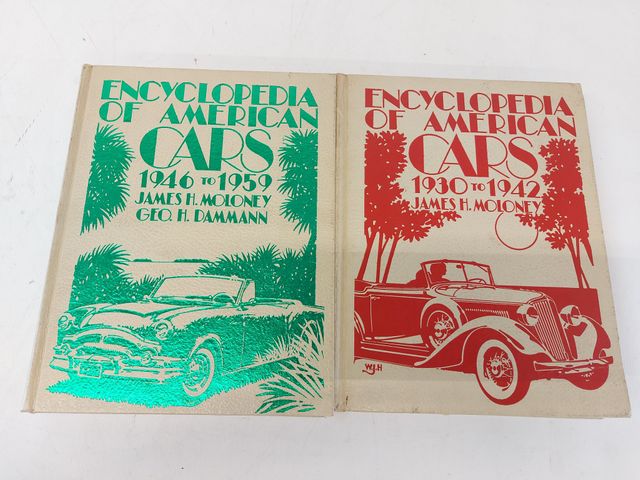 ENCYCLOPEDIA
OF AMERICAN
CARS
1946 TO 1959
JAMES H. MOLONEY
GEO. H. DAMMANN
ENCYCLOPEDIA
OF AMERICAN
CARS
1930 TO 1942
JAMES H. MOLONEY
WJH